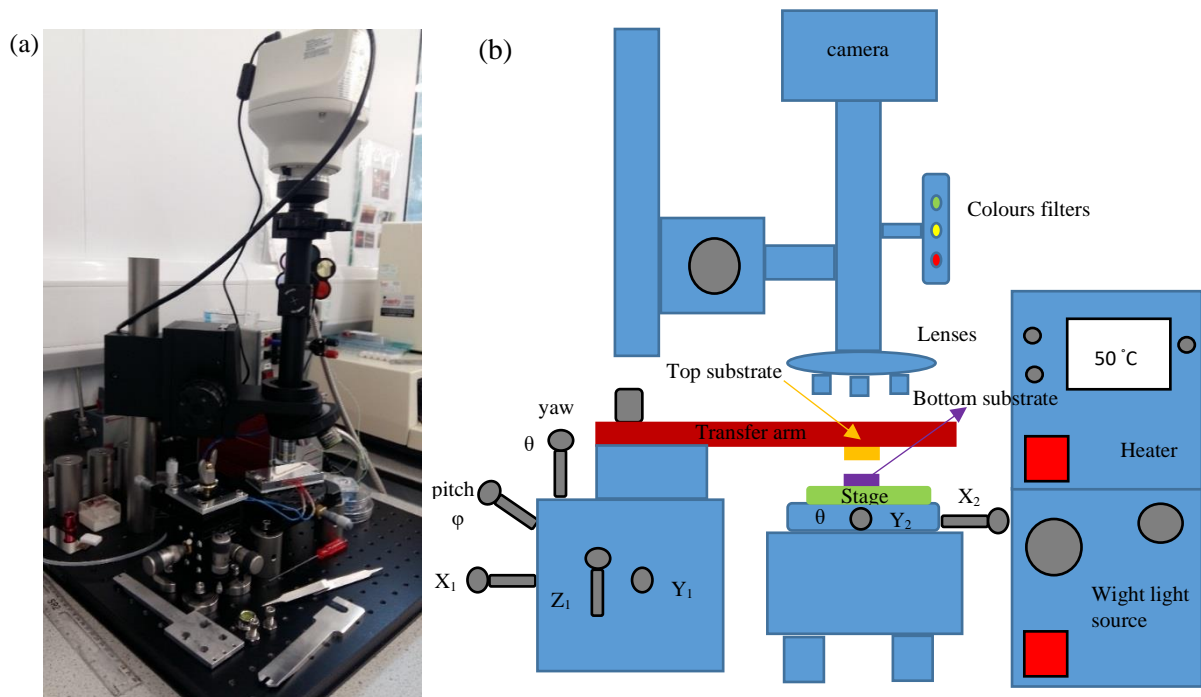 (a)
(b)
camera
Colours filters
Lenses
Top substrate
Bottom substrate
50 ˚C
yaw
θ
Transfer arm
Heater
pitch
φ
Stage
X₂
θ
Y₂
X₁
Z₁
Y₁
Wight light
source